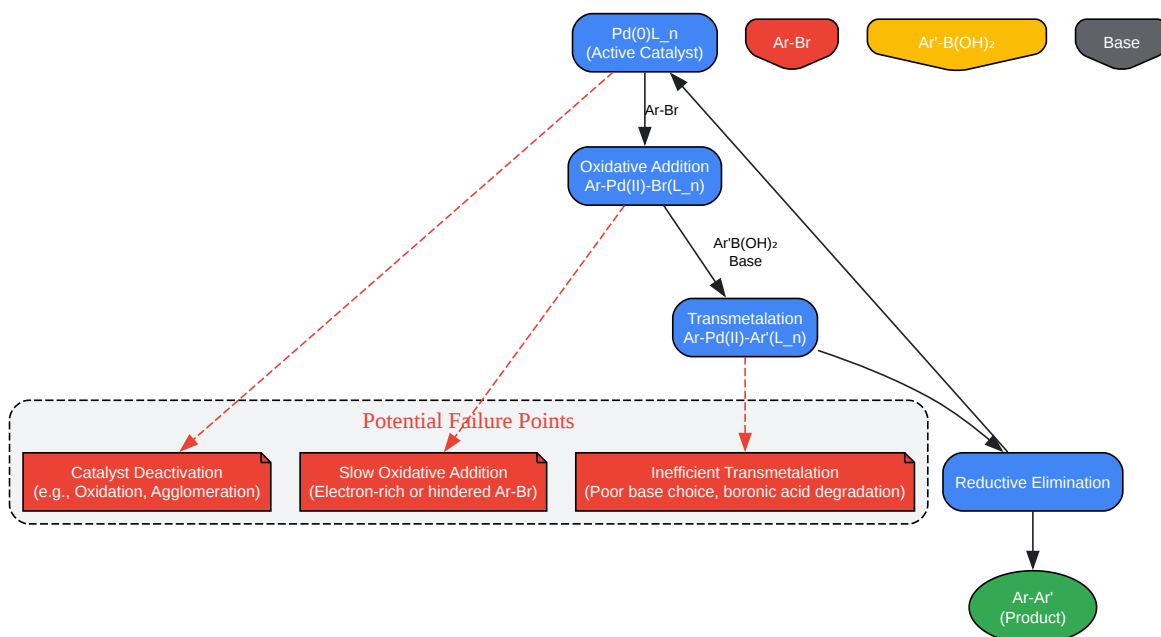 Pd(0)L_n
(Active Catalyst)
Ar-Br
Ar'-B(OH)₂
Base
Ar-Br
Oxidative Addition
Ar-Pd(II)-Br(L_n)
Ar'B(OH)₂
Base
Transmetalation
Ar-Pd(II)-Ar'(L_n)
Potential Failure Points
Catalyst Deactivation
(e.g., Oxidation, Agglomeration)
Slow Oxidative Addition
(Electron-rich or hindered Ar-Br)
Inefficient Transmetalation
(Poor base choice, boronic acid degradation)
Reductive Elimination
Ar-Ar'
(Product)